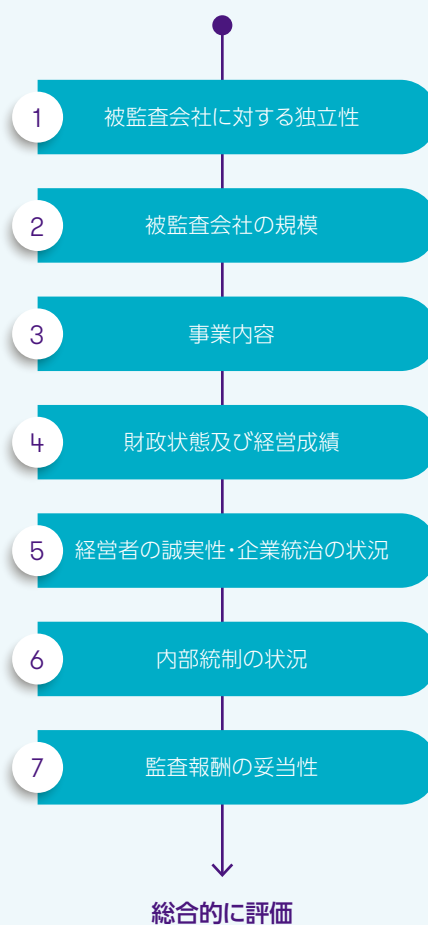 1
被監査会社に対する独立性
2
被監査会社の規模
3
事業内容
4
財政状態及び経営成績
5
経営者の誠実性・企業統治の状況
6
内部統制の状況
7
監査報酬の妥当性
総合的に評価